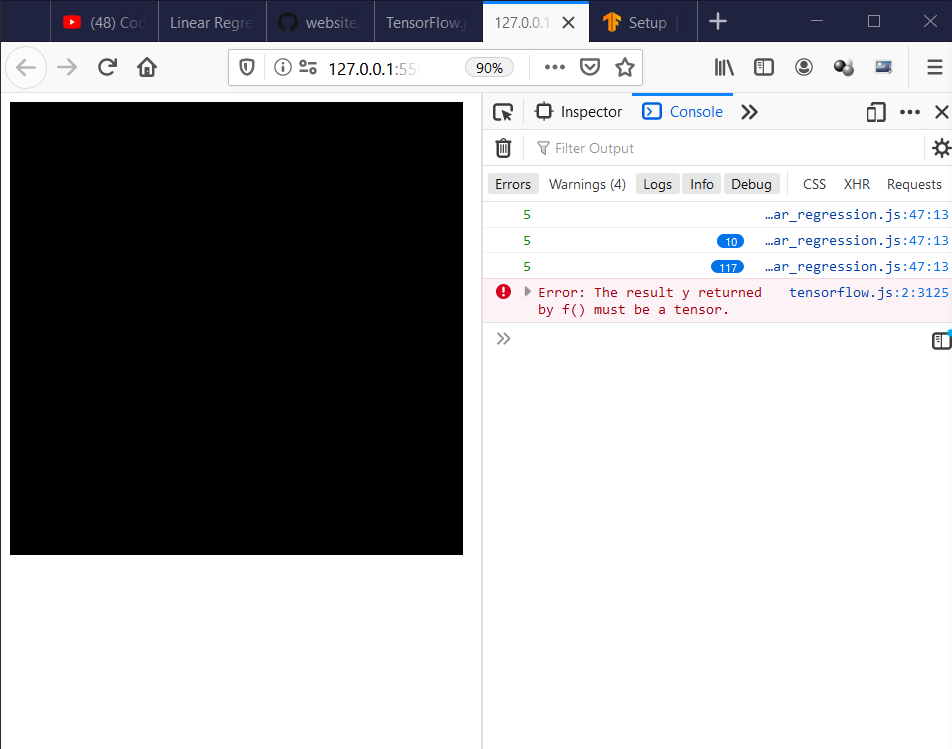 (48) Co
Linear Regre
website.
TensorFlow.j
127.0.0.1:
Setup |
127.0.0.1:55
90%
Inspector
Console
Filter Output
Errors
Warnings (4)
Logs
Info
Debug
CSS
XHR
Requests
5 …ar_regression.js:47:13
5 10 …ar_regression.js:47:13
5 117 …ar_regression.js:47:13
Error: The result y returned tensorflow.js:2:3125
by f() must be a tensor.